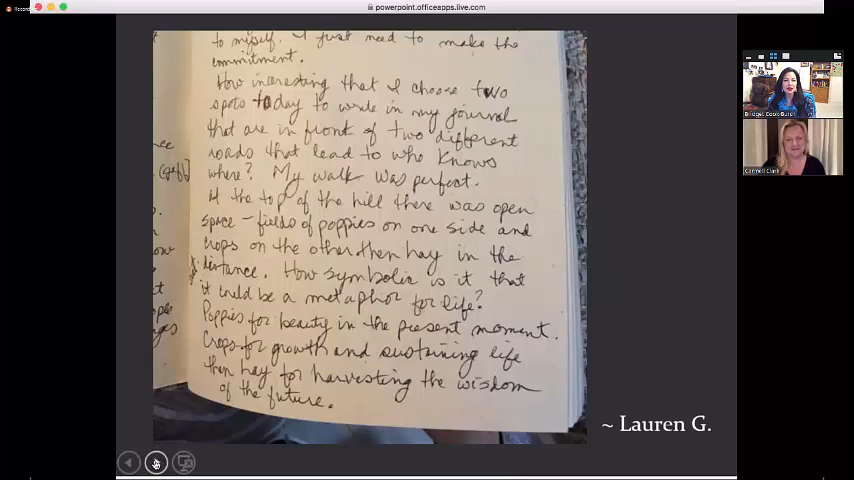 powerpoint.officeapps.live.com
to myself. I just need to make the
commitment.
How interesting that I choose two
spots today to write in my journal
that are in front of two different
roads that lead to who knows
where? My walk was perfect.
At the top of the hill there was open
space – fields of poppies on one side and
crops on the other then hay in the
distance. How symbolic is it that
it could be a metaphor for life?
Poppies for beauty in the present moment.
Crops for growth and sustaining life
then hay for harvesting the wisdom
of the future.
~ Lauren G.
Carmell Clark